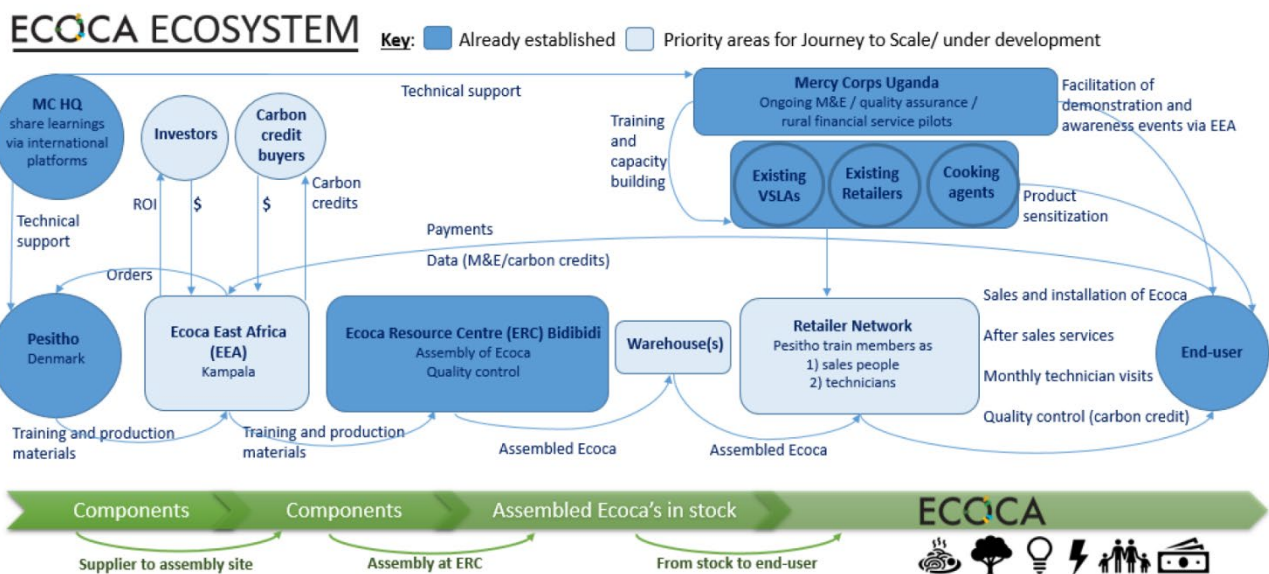 ECOCA ECOSYSTEM
Key: Already established Priority areas for Journey to Scale/ under development
MC HQ
share learnings
via international
platforms
Investors
Carbon
credit
buyers
Technical support
Mercy Corps Uganda
Ongoing M&E / quality assurance /
rural financial service pilots
Facilitation of
demonstration and
awareness events via EEA
Training
and
capacity
building
Existing
VSLAs
Existing
Retailers
Cooking
agents
Product
sensitization
Technical
support
ROI
$
$
Carbon
credits
Payments
Data (M&E/carbon credits)
Orders
Pesitho
Denmark
Ecoca East Africa
(EEA)
Kampala
Ecoca Resource Centre (ERC) Bidibidi
Assembly of Ecoca
Quality control
Warehouse(s)
Retailer Network
Pesitho train members as
1) sales people
2) technicians
Sales and installation of Ecoca
After sales services
Monthly technician visits
Quality control (carbon credit)
End-user
Training and production
materials
Training and production
materials
Assembled Ecoca
Assembled Ecoca
Components
Components
Assembled Ecoca's in stock
ECOCA
Supplier to assembly site
Assembly at ERC
From stock to end-user